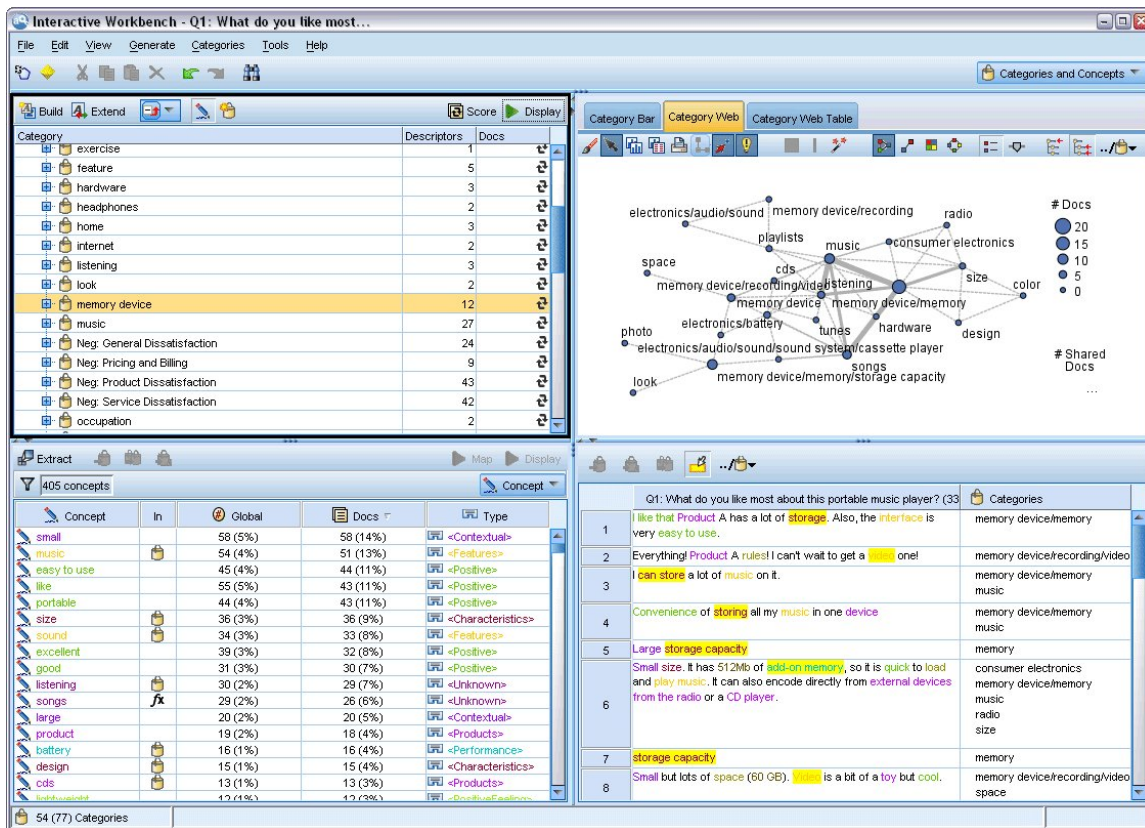 Interactive Workbench - Q1: What do you like most...
File Edit View Generate Categories Tools Help
Categories and Concepts
Build Extend Score Display
Category Descriptors Docs
exercise 1
feature 5
hardware 3
headphones 2
home 3
internet 2
listening 3
look 2
memory device 12
music 27
Neg: General Dissatisfaction 24
Neg: Pricing and Billing 9
Neg: Product Dissatisfaction 43
Neg: Service Dissatisfaction 42
occupation 2
Category Bar Category Web Category Web Table
../
electronics/audio/sound memory device/recording radio
playlists music consumer electronics
space cds size
memory device/recording/video listening color
memory device memory device/memory
electronics/battery tunes hardware design
photo electronics/audio/sound/sound system/cassette player
songs
look memory device/memory/storage capacity
# Docs
20
15
10
5
0
# Shared
Docs
...
Extract Map Display
405 concepts Concept
Concept In Global Docs Type
small 58 (5%) 58 (14%) <Contextual>
music 54 (4%) 51 (13%) <Features>
easy to use 45 (4%) 44 (11%) <Positive>
like 55 (5%) 43 (11%) <Positive>
portable 44 (4%) 43 (11%) <Positive>
size 36 (3%) 36 (9%) <Characteristics>
sound 34 (3%) 33 (8%) <Features>
excellent 39 (3%) 32 (8%) <Positive>
good 31 (3%) 30 (7%) <Positive>
listening 30 (2%) 29 (7%) <Unknown>
songs fx 29 (2%) 26 (6%) <Unknown>
large 20 (2%) 20 (5%) <Contextual>
product 19 (2%) 18 (4%) <Products>
battery 16 (1%) 16 (4%) <Performance>
design 15 (1%) 15 (4%) <Characteristics>
cds 13 (1%) 13 (3%) <Products>
lightweight 12 (1%) 12 (3%) <PositiveFeeling>
../
Q1: What do you like most about this portable music player? (33 Categories
1 I like that Product A has a lot of storage. Also, the interface is memory device/memory
very easy to use.
2 Everything! Product A rules! I can't wait to get a video one! memory device/recording/video
3 I can store a lot of music on it. memory device/memory
music
4 Convenience of storing all my music in one device memory device/memory
music
5 Large storage capacity memory
6 Small size. It has 512Mb of add-on memory, so it is quick to load consumer electronics
and play music. It can also encode directly from external devices memory device/memory
from the radio or a CD player. music
radio
size
7 storage capacity memory
8 Small but lots of space (60 GB). Video is a bit of a toy but cool. memory device/recording/video
space
54 (77) Categories